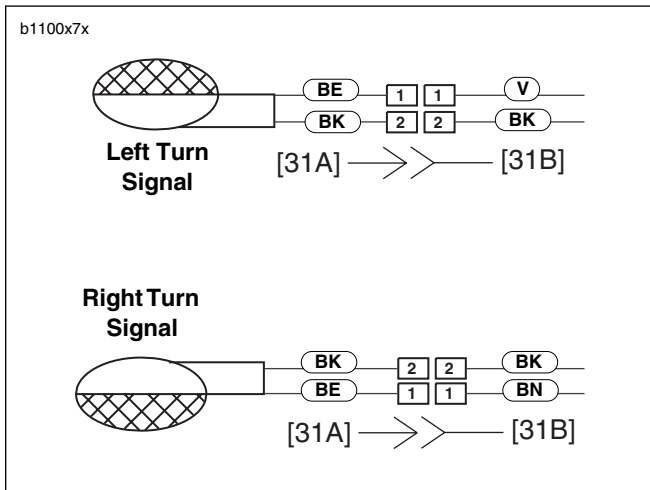 b1100x7x
BE 1 1 V
BK 2 2 BK
Left Turn
Signal
[31A] [31B]
Right Turn
Signal
BK 2 2 BK
BE 1 1 BN
[31A] [31B]